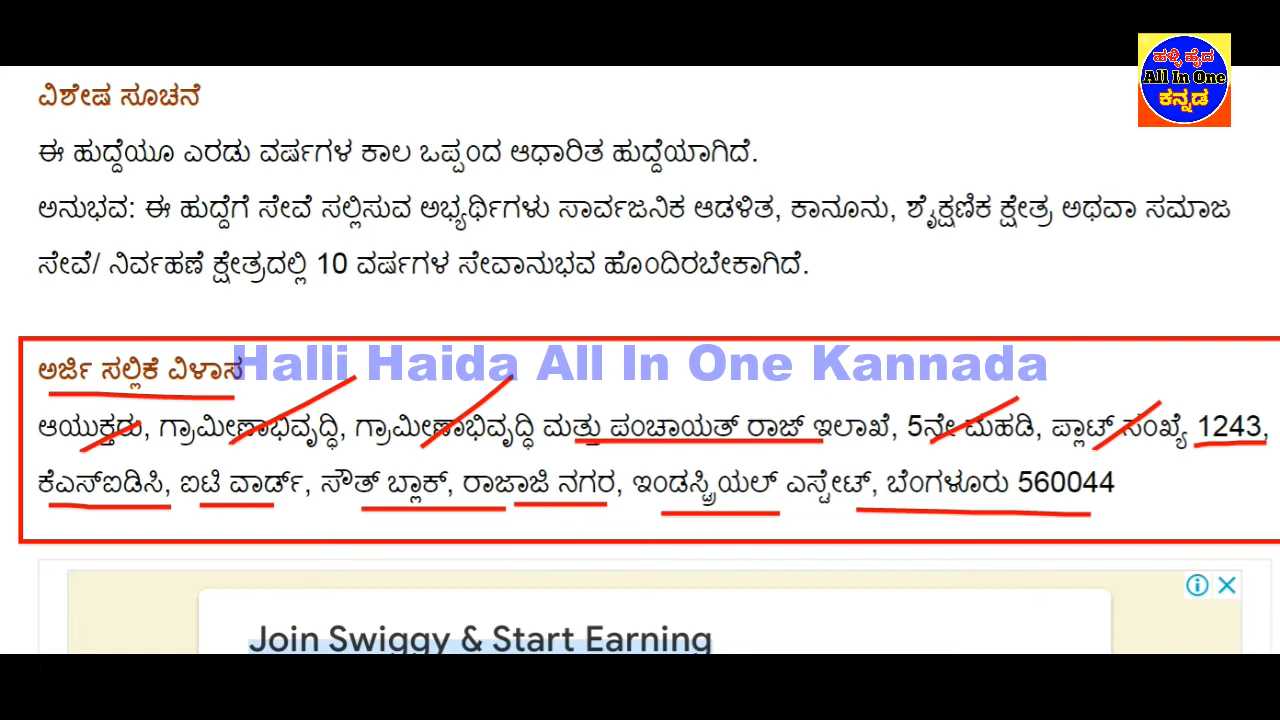 ಹಳ್ಳಿ ಹೈದ
All In One
ಕನ್ನಡ
ವಿಶೇಷ ಸೂಚನೆ
ಈ ಹುದ್ದೆಯೂ ಎರಡು ವರ್ಷಗಳ ಕಾಲ ಒಪ್ಪಂದ ಆಧಾರಿತ ಹುದ್ದೆಯಾಗಿದೆ.
ಅನುಭವ: ಈ ಹುದ್ದೆಗೆ ಸೇವೆ ಸಲ್ಲಿಸುವ ಅಭ್ಯರ್ಥಿಗಳು ಸಾರ್ವಜನಿಕ ಆಡಳಿತ, ಕಾನೂನು, ಶೈಕ್ಷಣಿಕ ಕ್ಷೇತ್ರ ಅಥವಾ ಸಮಾಜ
ಸೇವೆ/ ನಿರ್ವಹಣೆ ಕ್ಷೇತ್ರದಲ್ಲಿ 10 ವರ್ಷಗಳ ಸೇವಾನುಭವ ಹೊಂದಿರಬೇಕಾಗಿದೆ.
ಅರ್ಜಿ ಸಲ್ಲಿಕೆ ವಿಳಾಸ
Halli Haida All In One Kannada
ಆಯುಕ್ತರು, ಗ್ರಾಮೀಣಾಭಿವೃದ್ಧಿ, ಗ್ರಾಮೀಣಾಭಿವೃದ್ಧಿ ಮತ್ತು ಪಂಚಾಯತ್ ರಾಜ್ ಇಲಾಖೆ, 5ನೇ ಮಹಡಿ, ಪ್ಲಾಟ್ ಸಂಖ್ಯೆ 1243,
ಕೆಎಸ್ಐಡಿಸಿ, ಐಟಿ ವಾರ್ಡ್, ಸೌತ್ ಬ್ಲಾಕ್, ರಾಜಾಜಿ ನಗರ, ಇಂಡಸ್ಟ್ರಿಯಲ್ ಎಸ್ಟೇಟ್, ಬೆಂಗಳೂರು 560044
Join Swiggy & Start Earning